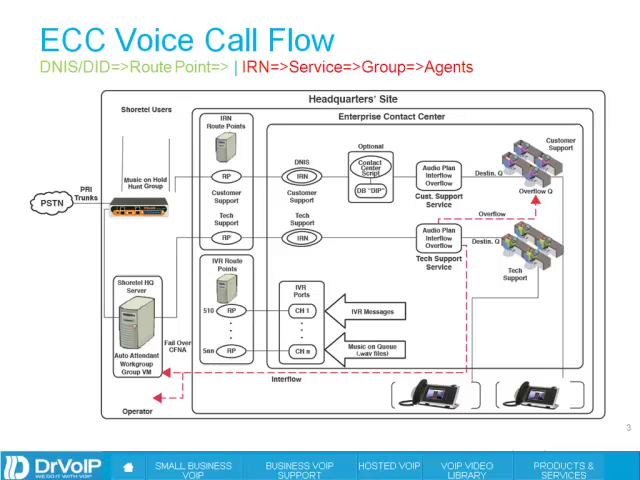 ECC Voice Call Flow
DNIS/DID=>Route Point=> | IRN=>Service=>Group=>Agents
Headquarters' Site
Shoretel Users
IRN
Route Points
Enterprise Contact Center
Optional
Customer
Support
Music on Hold
Hunt Group
RP
DNIS
IRN
Contact
Center
Script
DB "DIP"
Audio Plan
Interflow
Overflow
Destin. Q
Overflow Q
PRI
Trunks
PSTN
Customer
Support
Customer
Support
Cust. Support
Service
Overflow
Tech
Support
RP
Tech
Support
IRN
Audio Plan
Interflow
Overflow
Destin. Q
Tech Support
Service
Tech
Support
IVR Route
Points
Shoretel HQ
Server
IVR
Ports
510
RP
CH 1
IVR Messages
Fail Over
CFNA
5nn
RP
CH n
Music on Queue
(.wav files)
Auto Attendant
Workgroup
Group VM
Interflow
Operator
3
DrVoIP
WE DO IT WITH VOIP
SMALL BUSINESS
VOIP
BUSINESS VOIP
SUPPORT
HOSTED VOIP
VOIP VIDEO
LIBRARY
PRODUCTS &
SERVICES